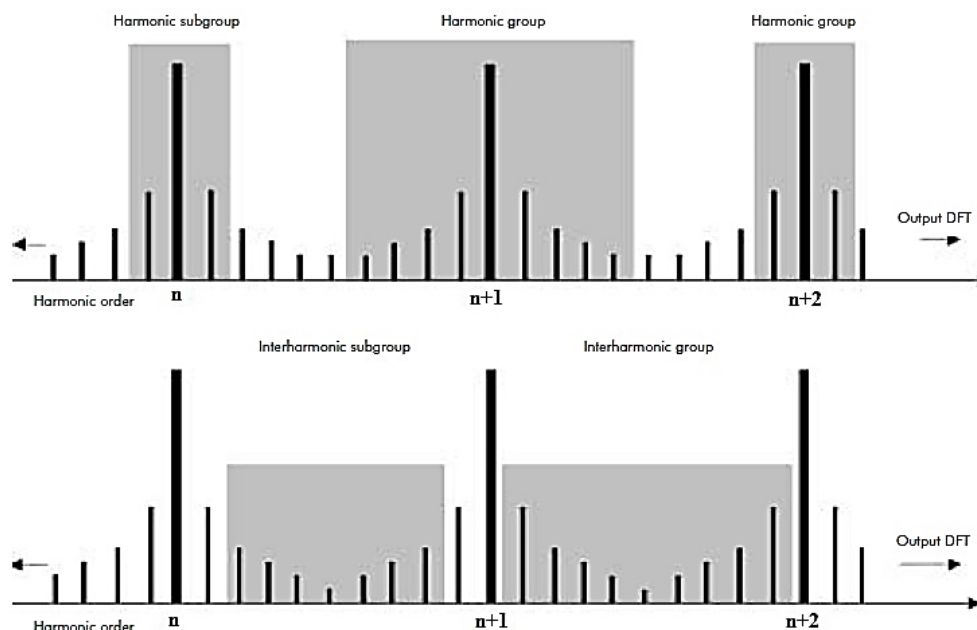 Harmonic subgroup
Harmonic group
Harmonic group
Output DFT
Harmonic order
n
n+1
n+2
Interharmonic subgroup
Interharmonic group
Output DFT
Harmonic order
n
n+1
n+2